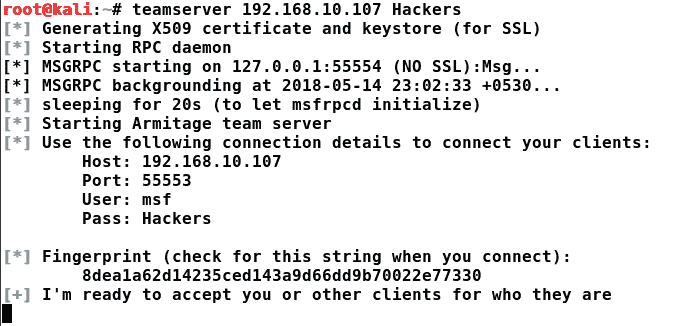 root@kali:~# teamserver 192.168.10.107 Hackers
[*] Generating X509 certificate and keystore (for SSL)
[*] Starting RPC daemon
[*] MSGRPC starting on 127.0.0.1:55554 (NO SSL):Msg...
[*] MSGRPC backgrounding at 2018-05-14 23:02:33 +0530...
[*] sleeping for 20s (to let msfrpcd initialize)
[*] Starting Armitage team server
[*] Use the following connection details to connect your clients:
Host: 192.168.10.107
Port: 55553
User: msf
Pass: Hackers
[*] Fingerprint (check for this string when you connect):
8dea1a62d14235ced143a9d66dd9b70022e77330
[+] I'm ready to accept you or other clients for who they are